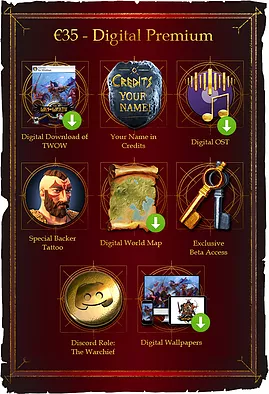 €35 - Digital Premium
CREDITS
YOUR
NAME
Digital Download of
TWOW
Your Name in
Credits
Digital OST
Special Backer
Tattoo
Digital World Map
Exclusive
Beta Access
Discord Role:
The Warchief
Digital Wallpapers